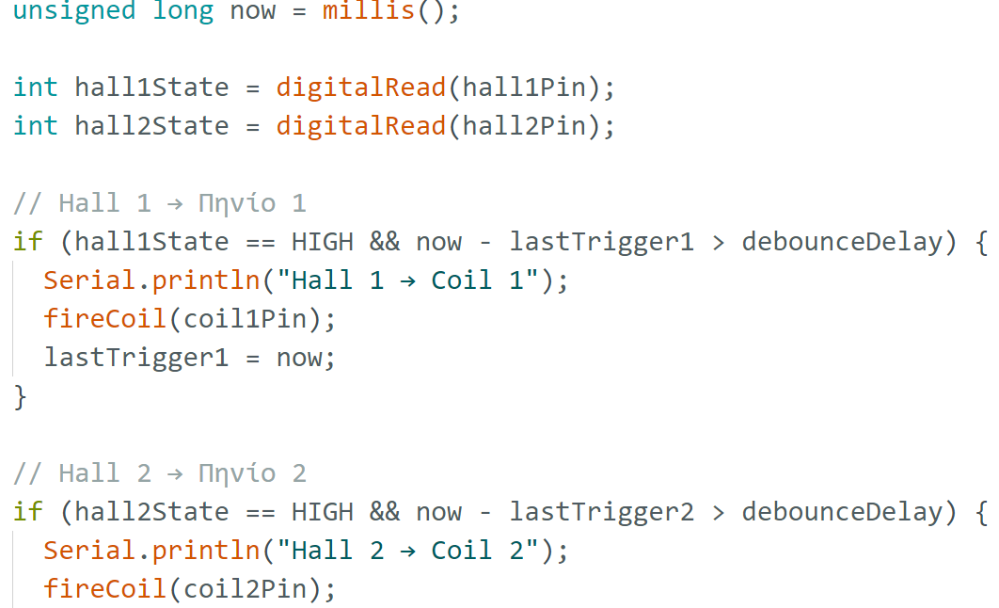 unsigned long now = millis();
int hall1State = digitalRead(hall1Pin);
int hall2State = digitalRead(hall2Pin);
// Hall 1 → Πηνίο 1
if (hall1State == HIGH && now - lastTrigger1 > debounceDelay) {
Serial.println("Hall 1 → Coil 1");
fireCoil(coil1Pin);
lastTrigger1 = now;
}
// Hall 2 → Πηνίο 2
if (hall2State == HIGH && now - lastTrigger2 > debounceDelay) {
Serial.println("Hall 2 → Coil 2");
fireCoil(coil2Pin);